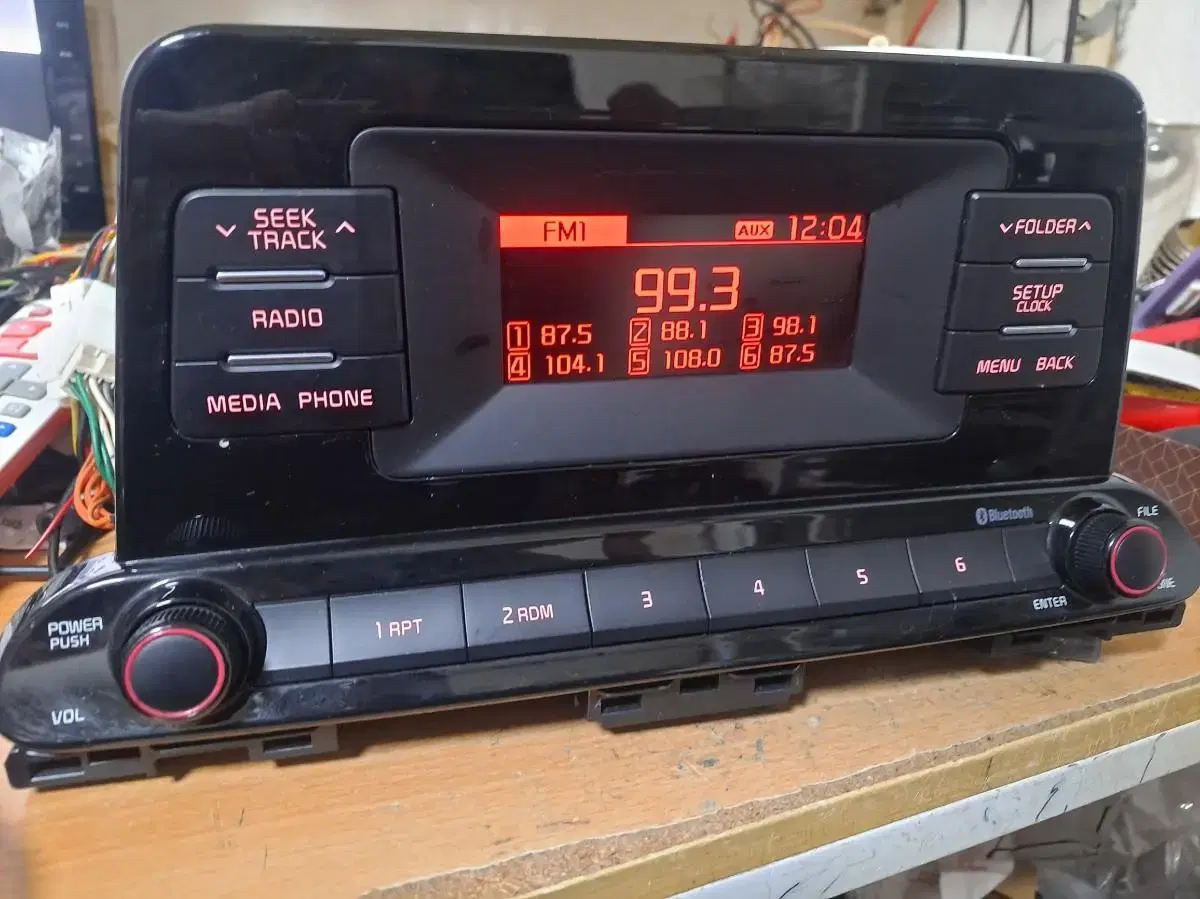 SEEK
TRACK
RADIO
MEDIA PHONE
FM1 AUX 12:04
99.3
1 87.5 2 88.1 3 98.1
4 104.1 5 108.0 6 87.5
FOLDER
SETUP
CLOCK
MENU BACK
Bluetooth
POWER
PUSH
VOL
1 RPT
2 RDM
3
4
5
6
FILE
ENTER